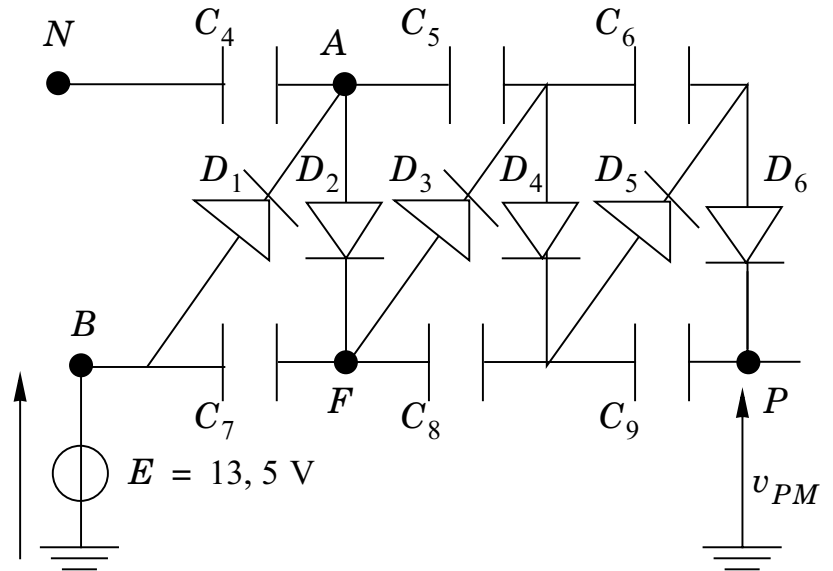 N C4 A C5 C6
D1 D2 D3 D4 D5 D6
B F P
C7 C8 C9
E = 13, 5 V
vPM